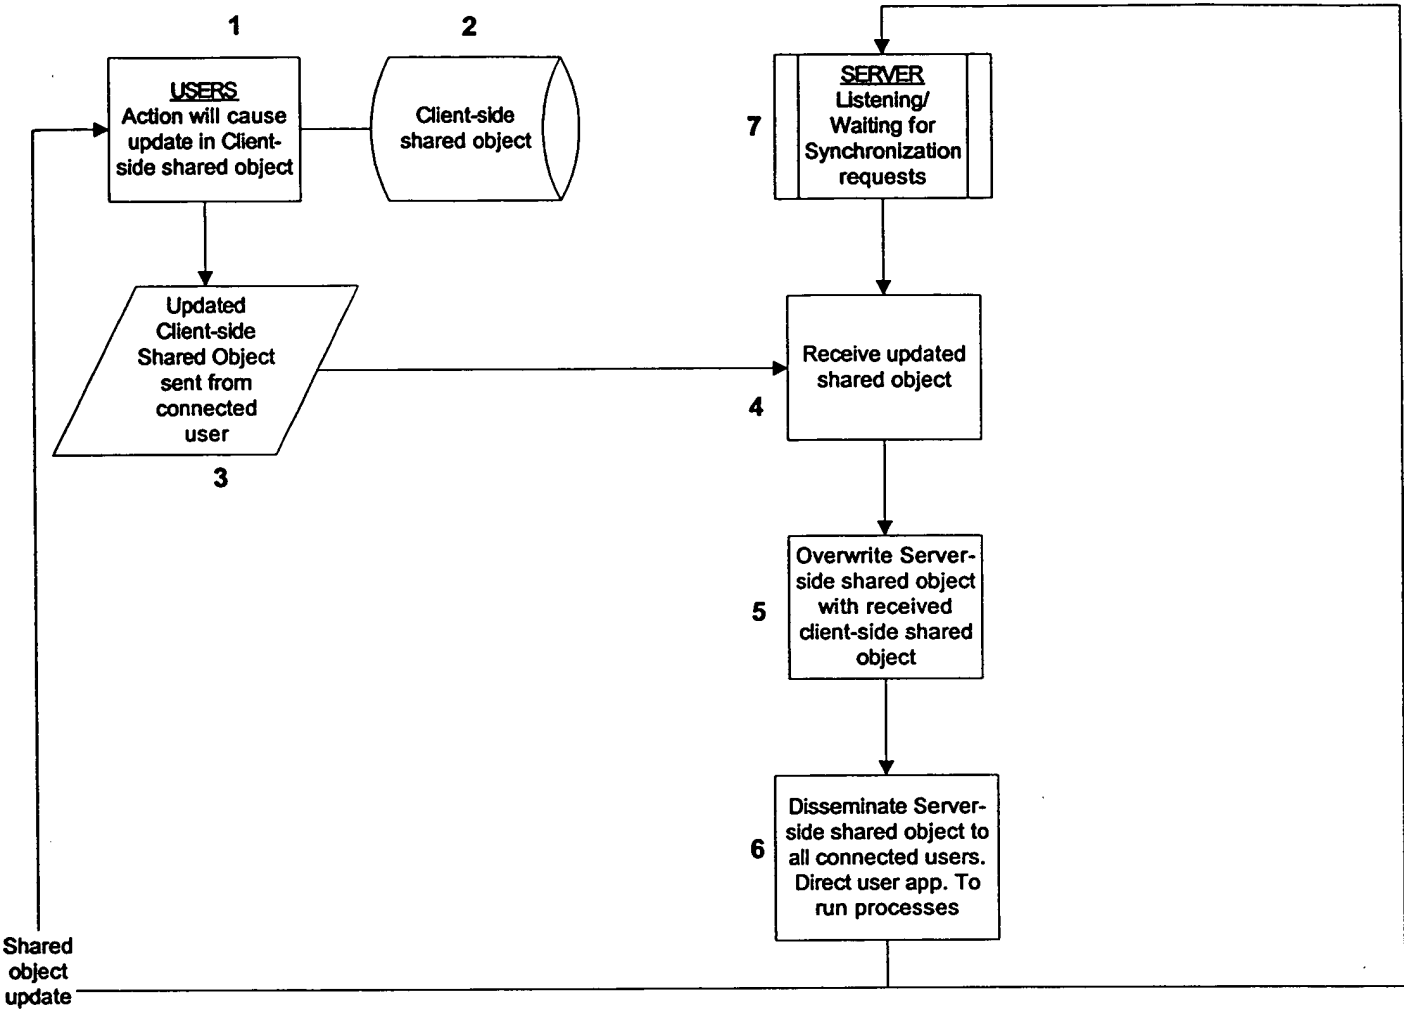 1
USERS
Action will cause
update in Client-
side shared object
2
Client-side
shared object
7
SERVER
Listening/
Waiting for
Synchronization
requests
Updated
Client-side
Shared Object
sent from
connected
user
3
Receive updated
shared object
4
5
Overwrite Server-
side shared object
with received
client-side shared
object
6
Disseminate Server-
side shared object to
all connected users.
Direct user app. To
run processes
Shared
object
update